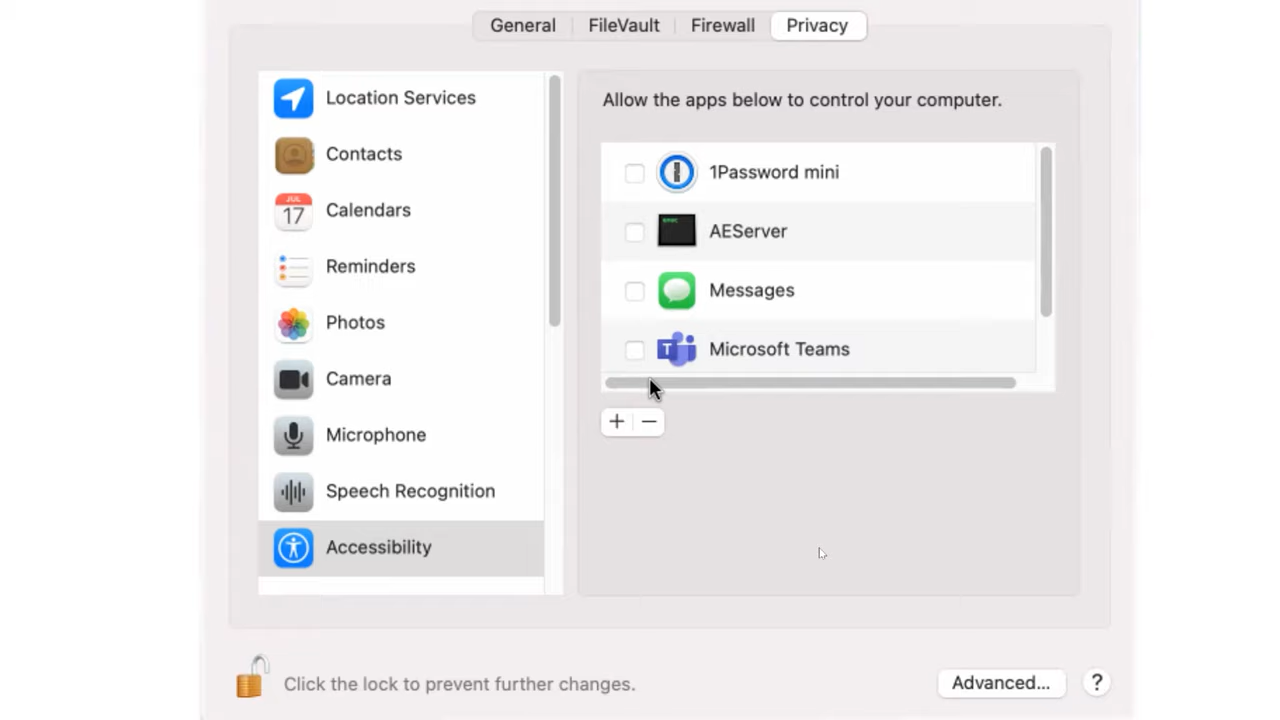 General
FileVault
Firewall
Privacy
Location Services
Contacts
JUL
17
Calendars
Reminders
Photos
Camera
Microphone
Speech Recognition
Accessibility
Allow the apps below to control your computer.
1Password mini
AEServer
Messages
T
Microsoft Teams
+
−
Click the lock to prevent further changes.
Advanced...
?